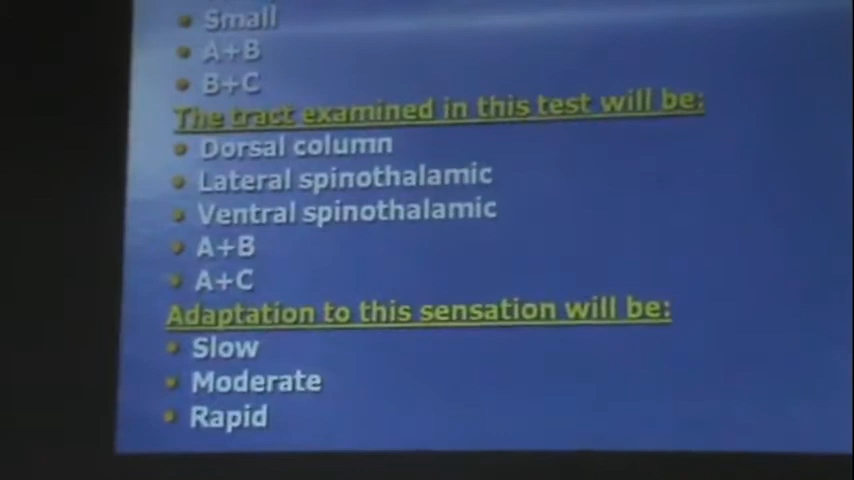 Small
A+B
B+C
The tract examined in this test will be:
Dorsal column
Lateral spinothalamic
Ventral spinothalamic
A+B
A+C
Adaptation to this sensation will be:
Slow
Moderate
Rapid